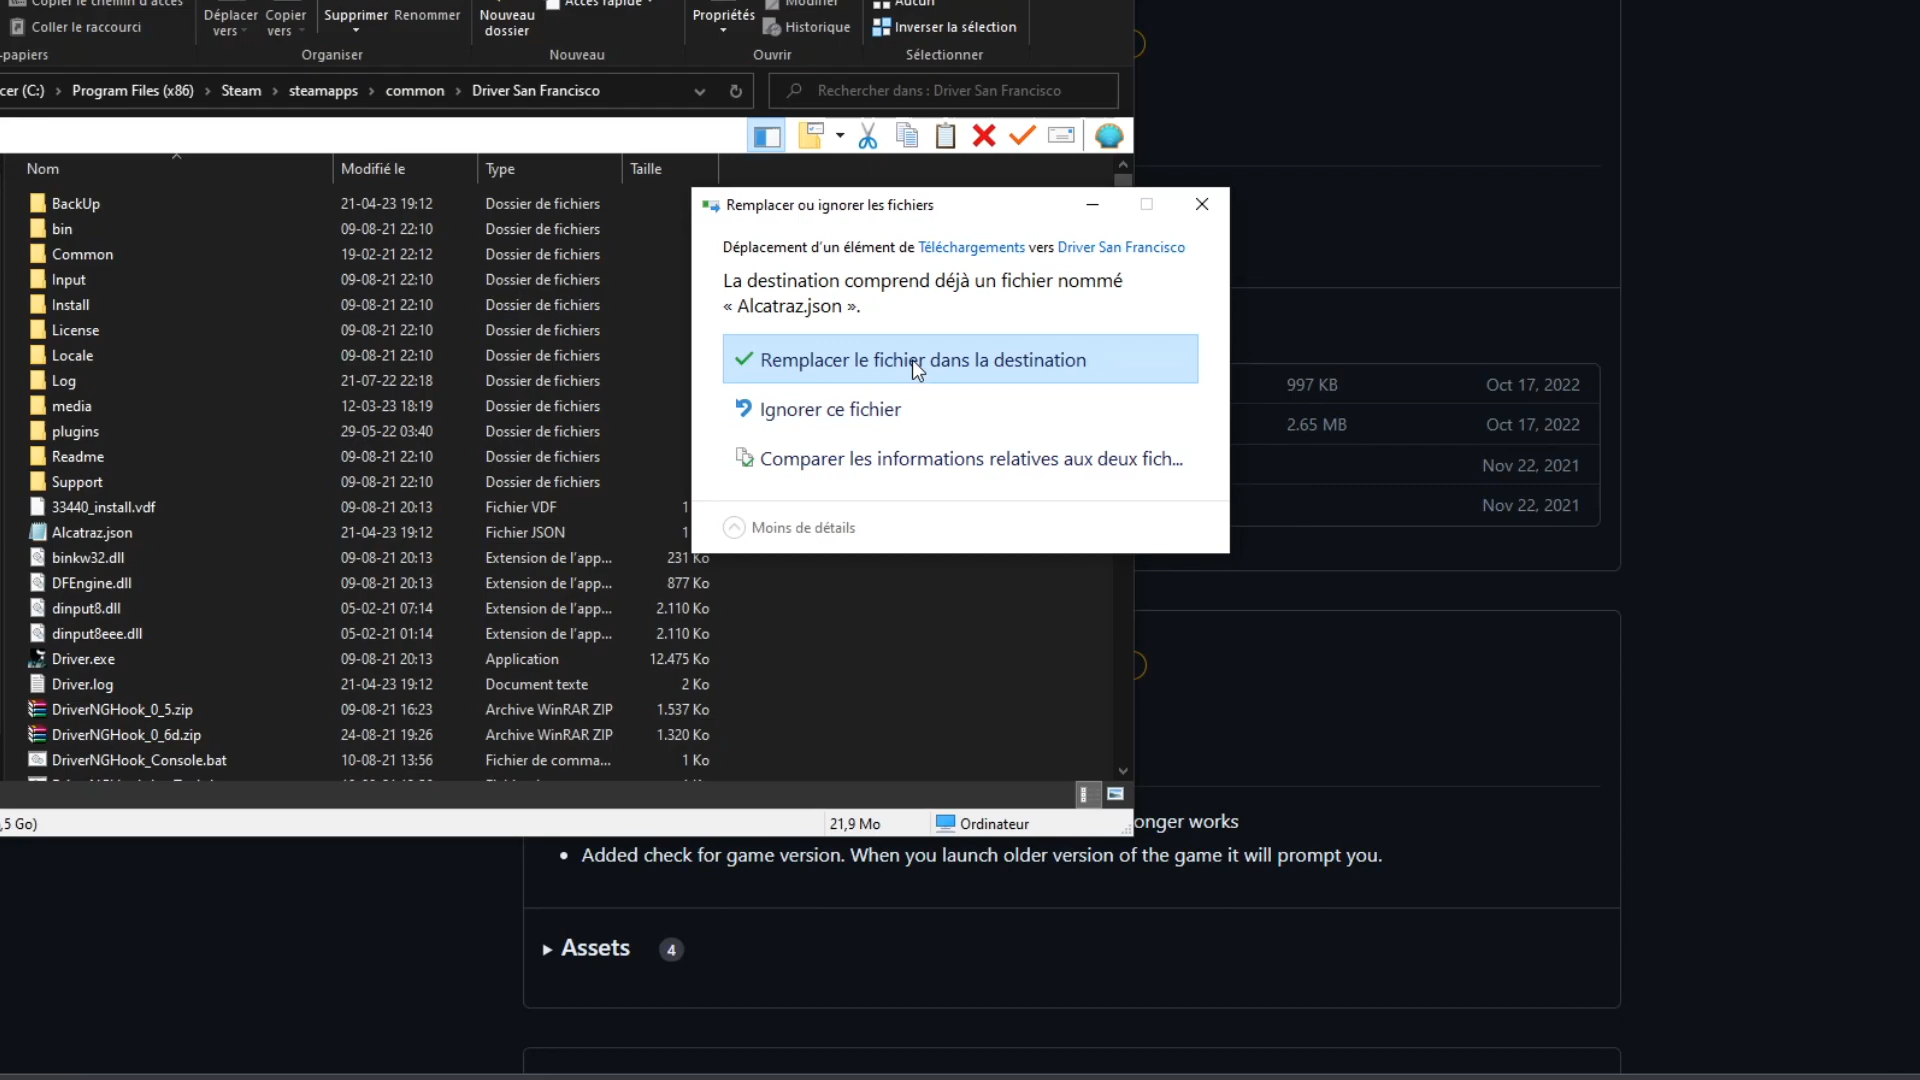 Copier le chemin d'accès
Coller le raccourci
-papiers
Déplacer vers
Copier vers
Supprimer
Renommer
Organiser
Nouveau dossier
Accès rapide
Nouveau
Propriétés
Modifier
Historique
Ouvrir
Aucun
Inverser la sélection
Sélectionner
cer (C:) > Program Files (x86) > Steam > steamapps > common > Driver San Francisco
Rechercher dans : Driver San Francisco
Nom Modifié le Type Taille
BackUp 21-04-23 19:12 Dossier de fichiers
bin 09-08-21 22:10 Dossier de fichiers
Common 19-02-21 22:12 Dossier de fichiers
Input 09-08-21 22:10 Dossier de fichiers
Install 09-08-21 22:10 Dossier de fichiers
License 09-08-21 22:10 Dossier de fichiers
Locale 09-08-21 22:10 Dossier de fichiers
Log 21-07-22 22:18 Dossier de fichiers
media 12-03-23 18:19 Dossier de fichiers
plugins 29-05-22 03:40 Dossier de fichiers
Readme 09-08-21 22:10 Dossier de fichiers
Support 09-08-21 22:10 Dossier de fichiers
33440_install.vdf 09-08-21 20:13 Fichier VDF 1
Alcatraz.json 21-04-23 19:12 Fichier JSON 1
binkw32.dll 09-08-21 20:13 Extension de l'app... 231 Ko
DFEngine.dll 09-08-21 20:13 Extension de l'app... 877 Ko
dinput8.dll 05-02-21 07:14 Extension de l'app... 2.110 Ko
dinput8eee.dll 05-02-21 01:14 Extension de l'app... 2.110 Ko
Driver.exe 09-08-21 20:13 Application 12.475 Ko
Driver.log 21-04-23 19:12 Document texte 2 Ko
DriverNGHook_0_5.zip 09-08-21 16:23 Archive WinRAR ZIP 1.537 Ko
DriverNGHook_0_6d.zip 24-08-21 19:26 Archive WinRAR ZIP 1.320 Ko
DriverNGHook_Console.bat 10-08-21 13:56 Fichier de comma... 1 Ko
,5 Go) 21,9 Mo Ordinateur
Remplacer ou ignorer les fichiers
Déplacement d'un élément de Téléchargements vers Driver San Francisco
La destination comprend déjà un fichier nommé
« Alcatraz.json ».
Remplacer le fichier dans la destination
Ignorer ce fichier
Comparer les informations relatives aux deux fich...
Moins de détails
997 KB Oct 17, 2022
2.65 MB Oct 17, 2022
Nov 22, 2021
Nov 22, 2021
onger works
• Added check for game version. When you launch older version of the game it will prompt you.
Assets 4